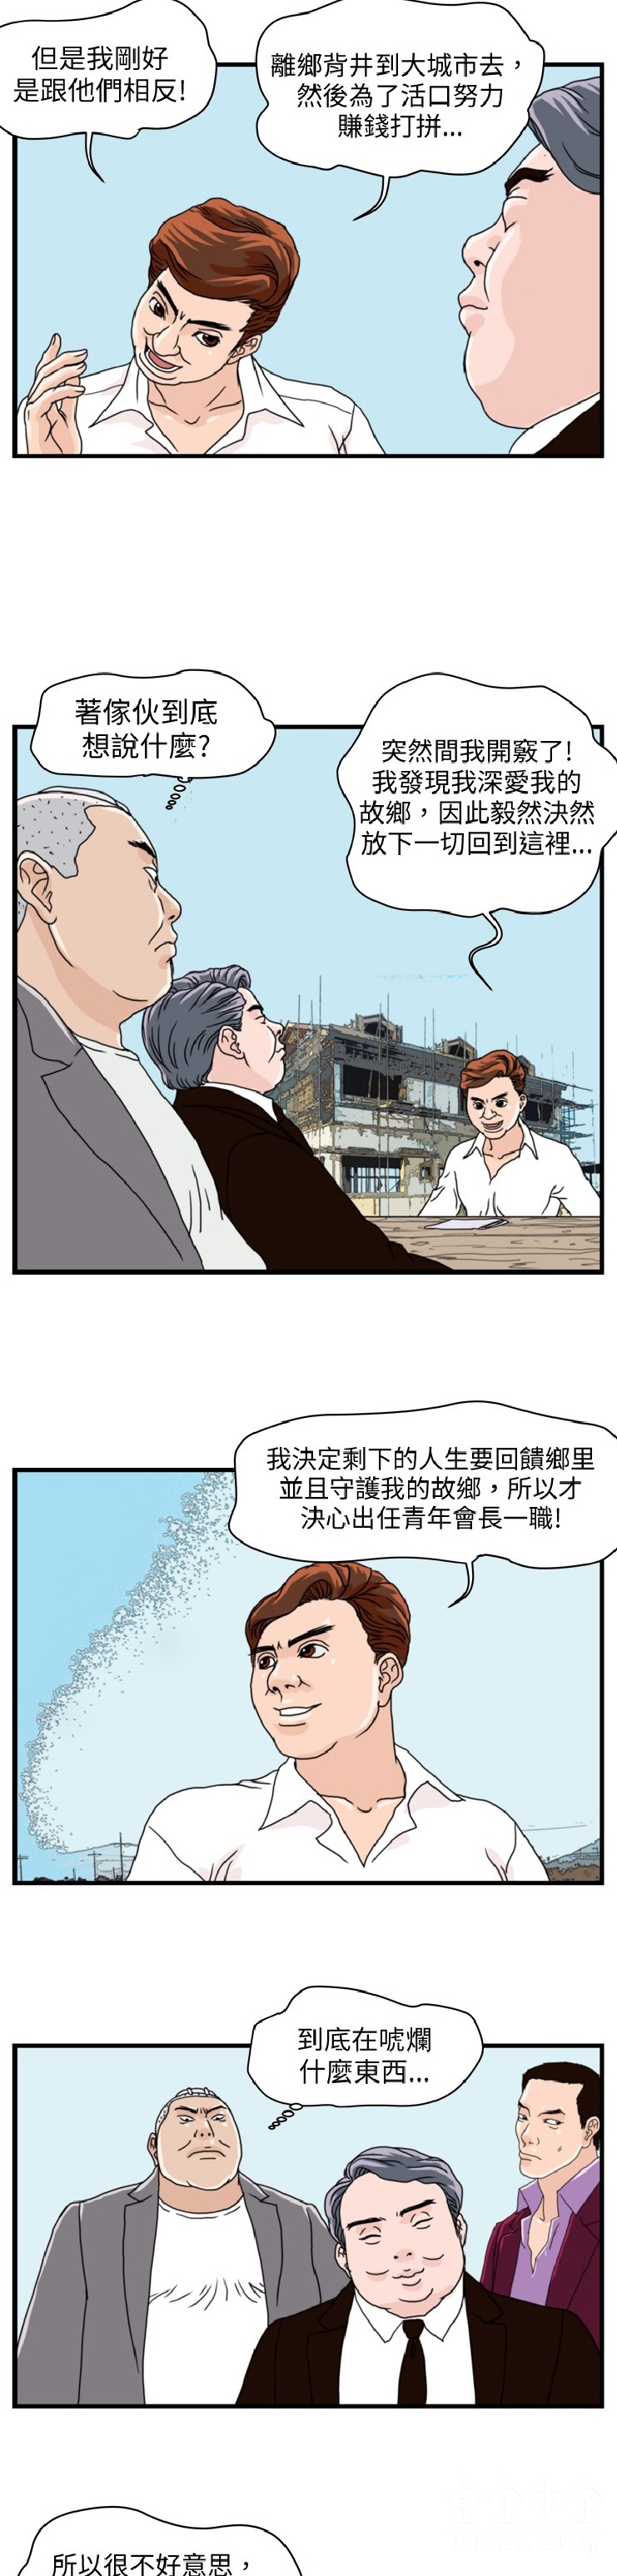 離鄉背井到大城市去，
然後為了活口努力
賺錢打拼...
但是我剛好
是跟他們相反!
著傢伙到底
想說什麼?
突然間我開竅了!
我發現我深愛我的
故鄉，因此毅然決然
放下一切回到這裡...
我決定剩下的人生要回饋鄉里
並且守護我的故鄉，所以才
決心出任青年會長一職!
到底在唬爛
什麼東西...
所以很不好意思，